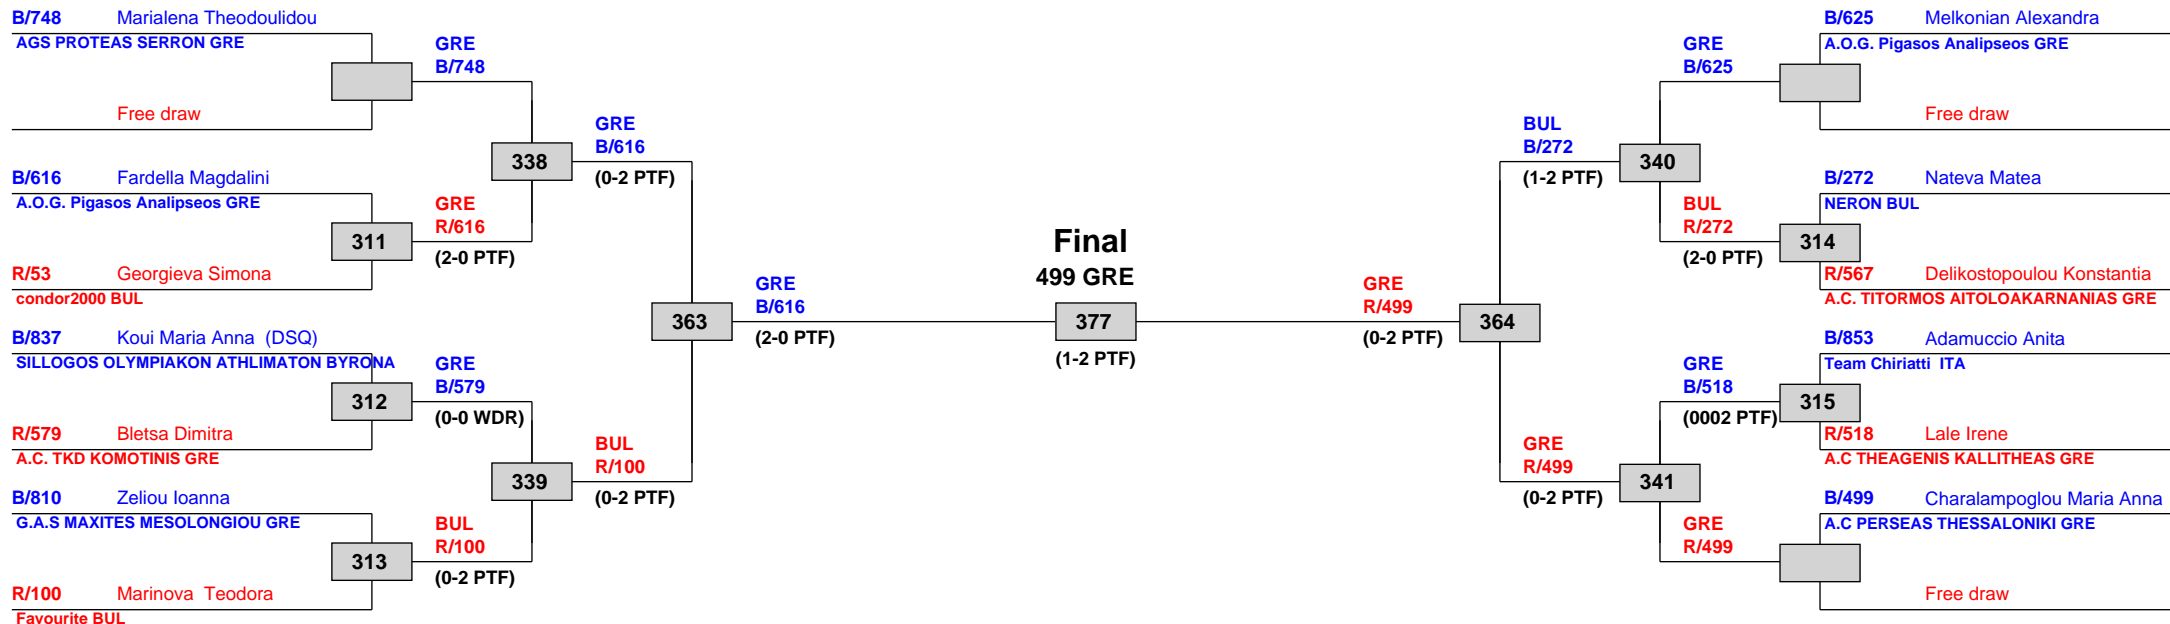 B/748 Marialena Theodoulidou
AGS PROTEAS SERRON GRE
Free draw
B/616 Fardella Magdalini
A.O.G. Pigasos Analipseos GRE
R/53 Georgieva Simona
condor2000 BUL
B/837 Koui Maria Anna (DSQ)
SILLOGOS OLYMPIAKON ATHLIMATON BYRONA
R/579 Bletsa Dimitra
A.C. TKD KOMOTINIS GRE
B/810 Zeliou Ioanna
G.A.S MAXITES MESOLONGIOU GRE
R/100 Marinova Teodora
Favourite BUL
311
312
313
GRE
B/748
GRE
R/616
(2-0 PTF)
GRE
B/579
(0-0 WDR)
BUL
R/100
(0-2 PTF)
338
339
GRE
B/616
(0-2 PTF)
BUL
R/100
(0-2 PTF)
363
GRE
B/616
(2-0 PTF)
Final
499 GRE
377
(1-2 PTF)
GRE
R/499
(0-2 PTF)
364
BUL
B/272
(1-2 PTF)
GRE
R/499
(0-2 PTF)
340
341
GRE
B/625
BUL
R/272
(2-0 PTF)
GRE
B/518
(0002 PTF)
GRE
R/499
314
315
B/625 Melkonian Alexandra
A.O.G. Pigasos Analipseos GRE
Free draw
B/272 Nateva Matea
NERON BUL
R/567 Delikostopoulou Konstantia
A.C. TITORMOS AITOLOAKARNANIAS GRE
B/853 Adamuccio Anita
Team Chiriatti ITA
R/518 Lale Irene
A.C THEAGENIS KALLITHEAS GRE
B/499 Charalampoglou Maria Anna
A.C PERSEAS THESSALONIKI GRE
Free draw